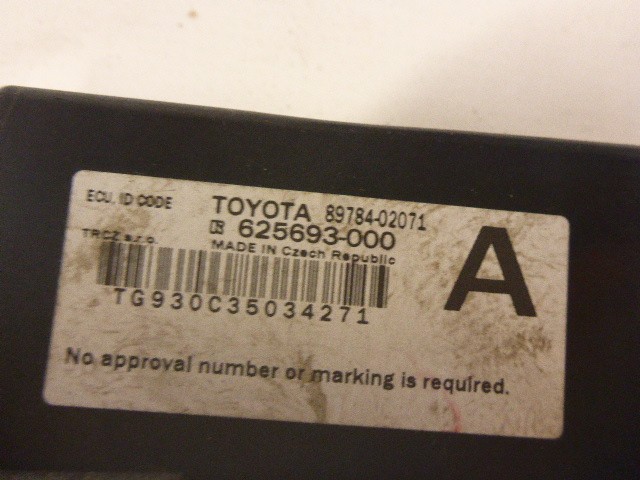 ECU, ID CODE
TOYOTA 89784-02071
625693-000
TRCZ s.r.o.
MADE IN Czech Republic
A
TG930C35034271
No approval number or marking is required.